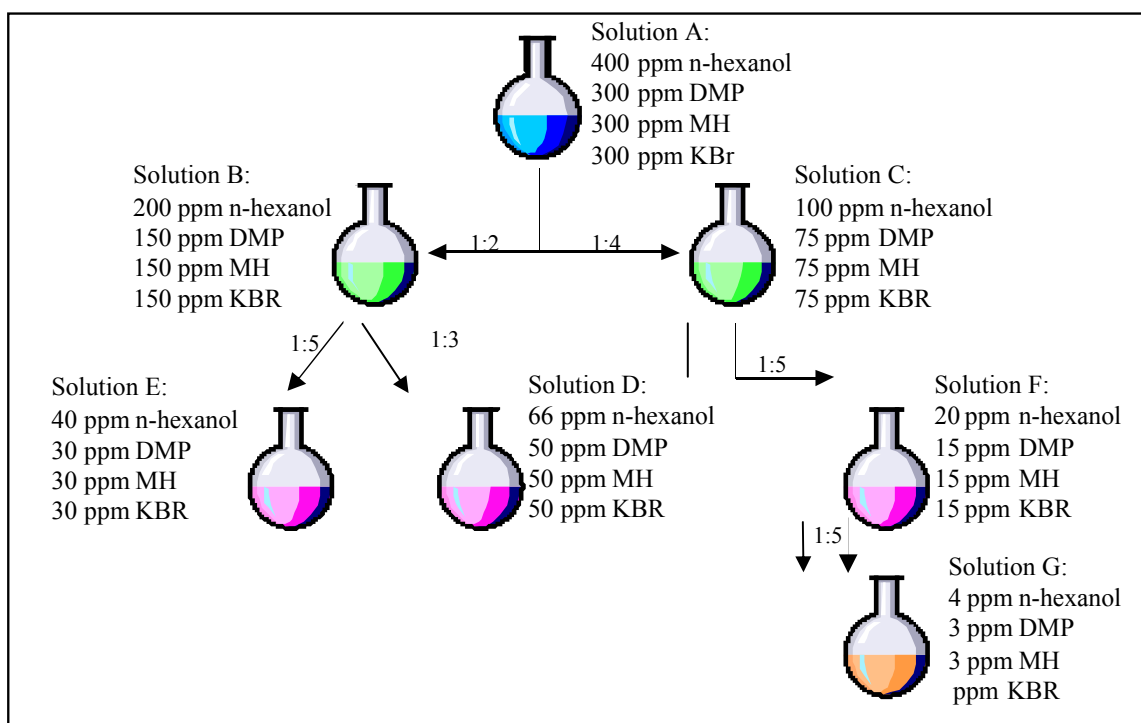 Solution A:
400 ppm n-hexanol
300 ppm DMP
300 ppm MH
300 ppm KBr
Solution B:
200 ppm n-hexanol
150 ppm DMP
150 ppm MH
150 ppm KBR
1:2
1:4
Solution C:
100 ppm n-hexanol
75 ppm DMP
75 ppm MH
75 ppm KBR
1:5
1:3
1:5
Solution E:
40 ppm n-hexanol
30 ppm DMP
30 ppm MH
30 ppm KBR
Solution D:
66 ppm n-hexanol
50 ppm DMP
50 ppm MH
50 ppm KBR
Solution F:
20 ppm n-hexanol
15 ppm DMP
15 ppm MH
15 ppm KBR
1:5
Solution G:
4 ppm n-hexanol
3 ppm DMP
3 ppm MH
ppm KBR